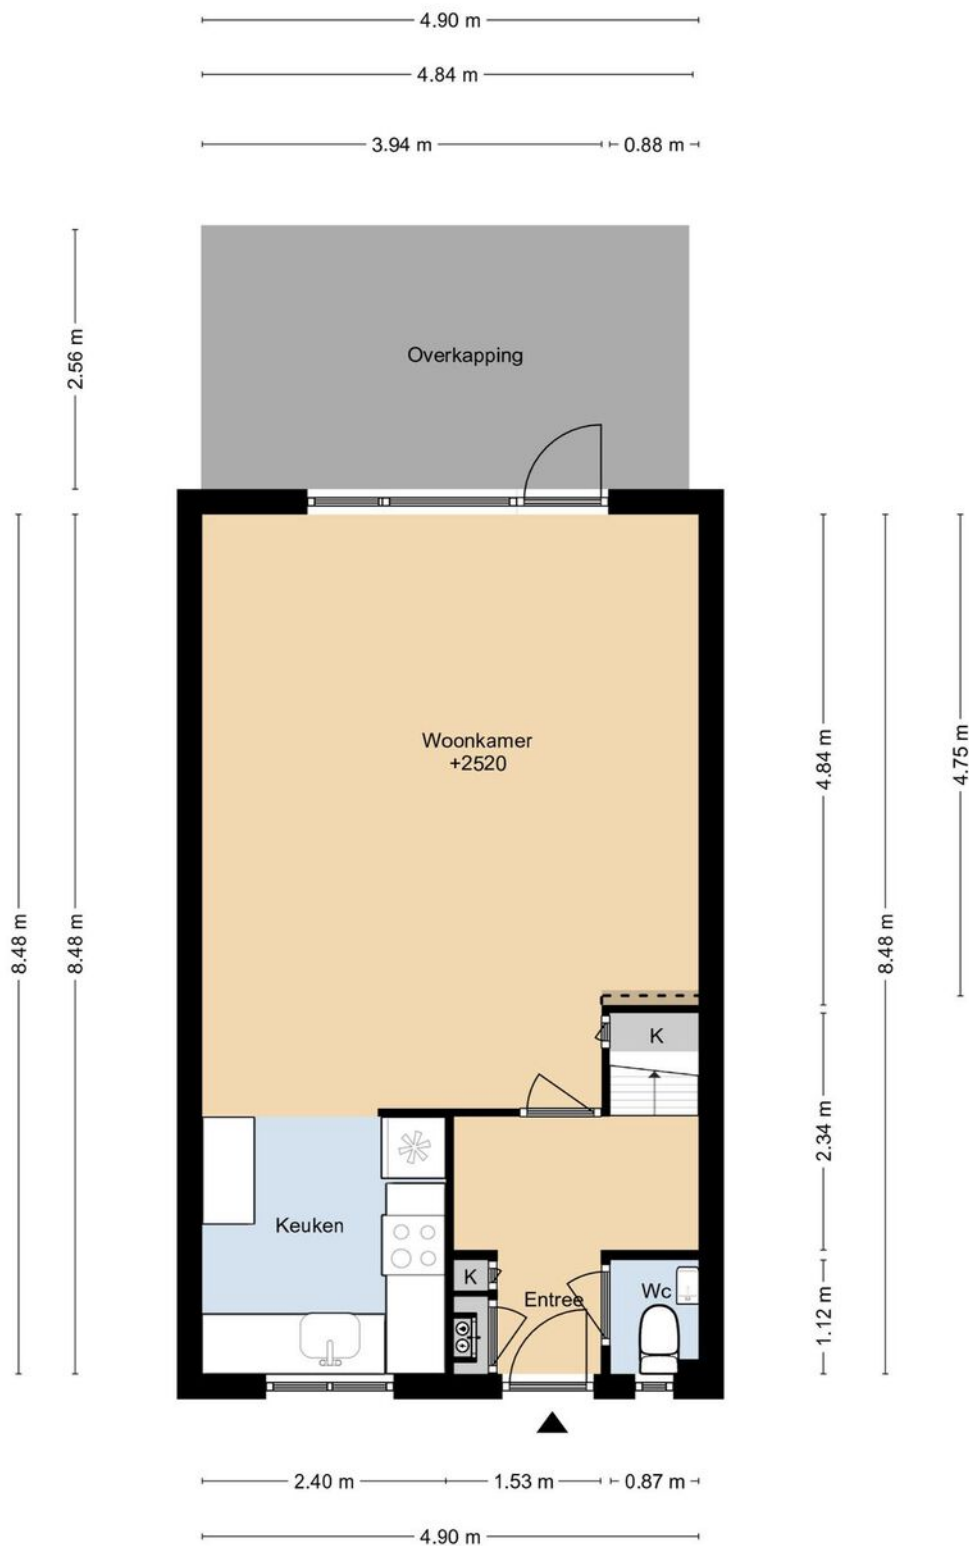 4.90 m
4.84 m
3.94 m
0.88 m
2.56 m
Overkapping
Woonkamer
+2520
4.84 m
4.75 m
8.48 m
8.48 m
8.48 m
K
2.34 m
Keuken
K
Entree
Wc
1.12 m
2.40 m
1.53 m
0.87 m
4.90 m